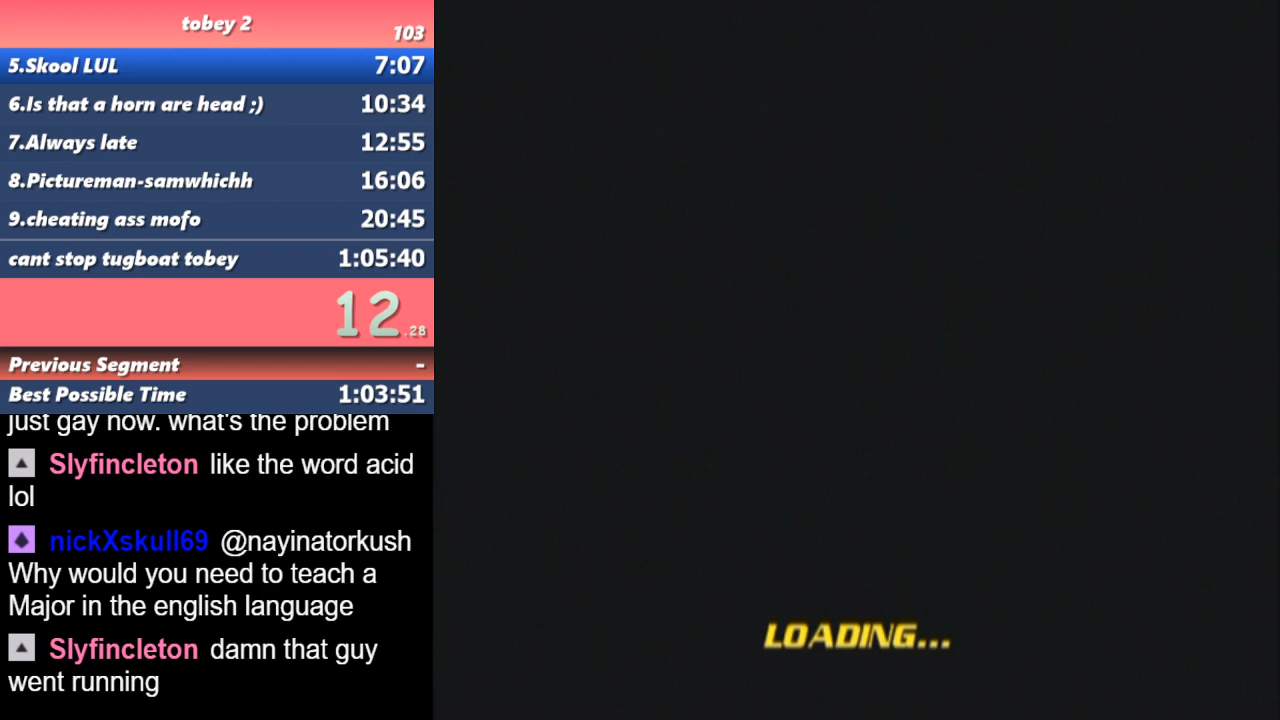 tobey 2
103
5.Skool LUL 7:07
6.Is that a horn are head ;) 10:34
7.Always late 12:55
8.Pictureman-samwhichh 16:06
9.cheating ass mofo 20:45
cant stop tugboat tobey 1:05:40
12.28
Previous Segment -
Best Possible Time 1:03:51
just gay now. what's the problem
Slyfincleton like the word acid
lol
nickXskull69 @nayinatorkush
Why would you need to teach a
Major in the english language
Slyfincleton damn that guy
went running
LOADING...